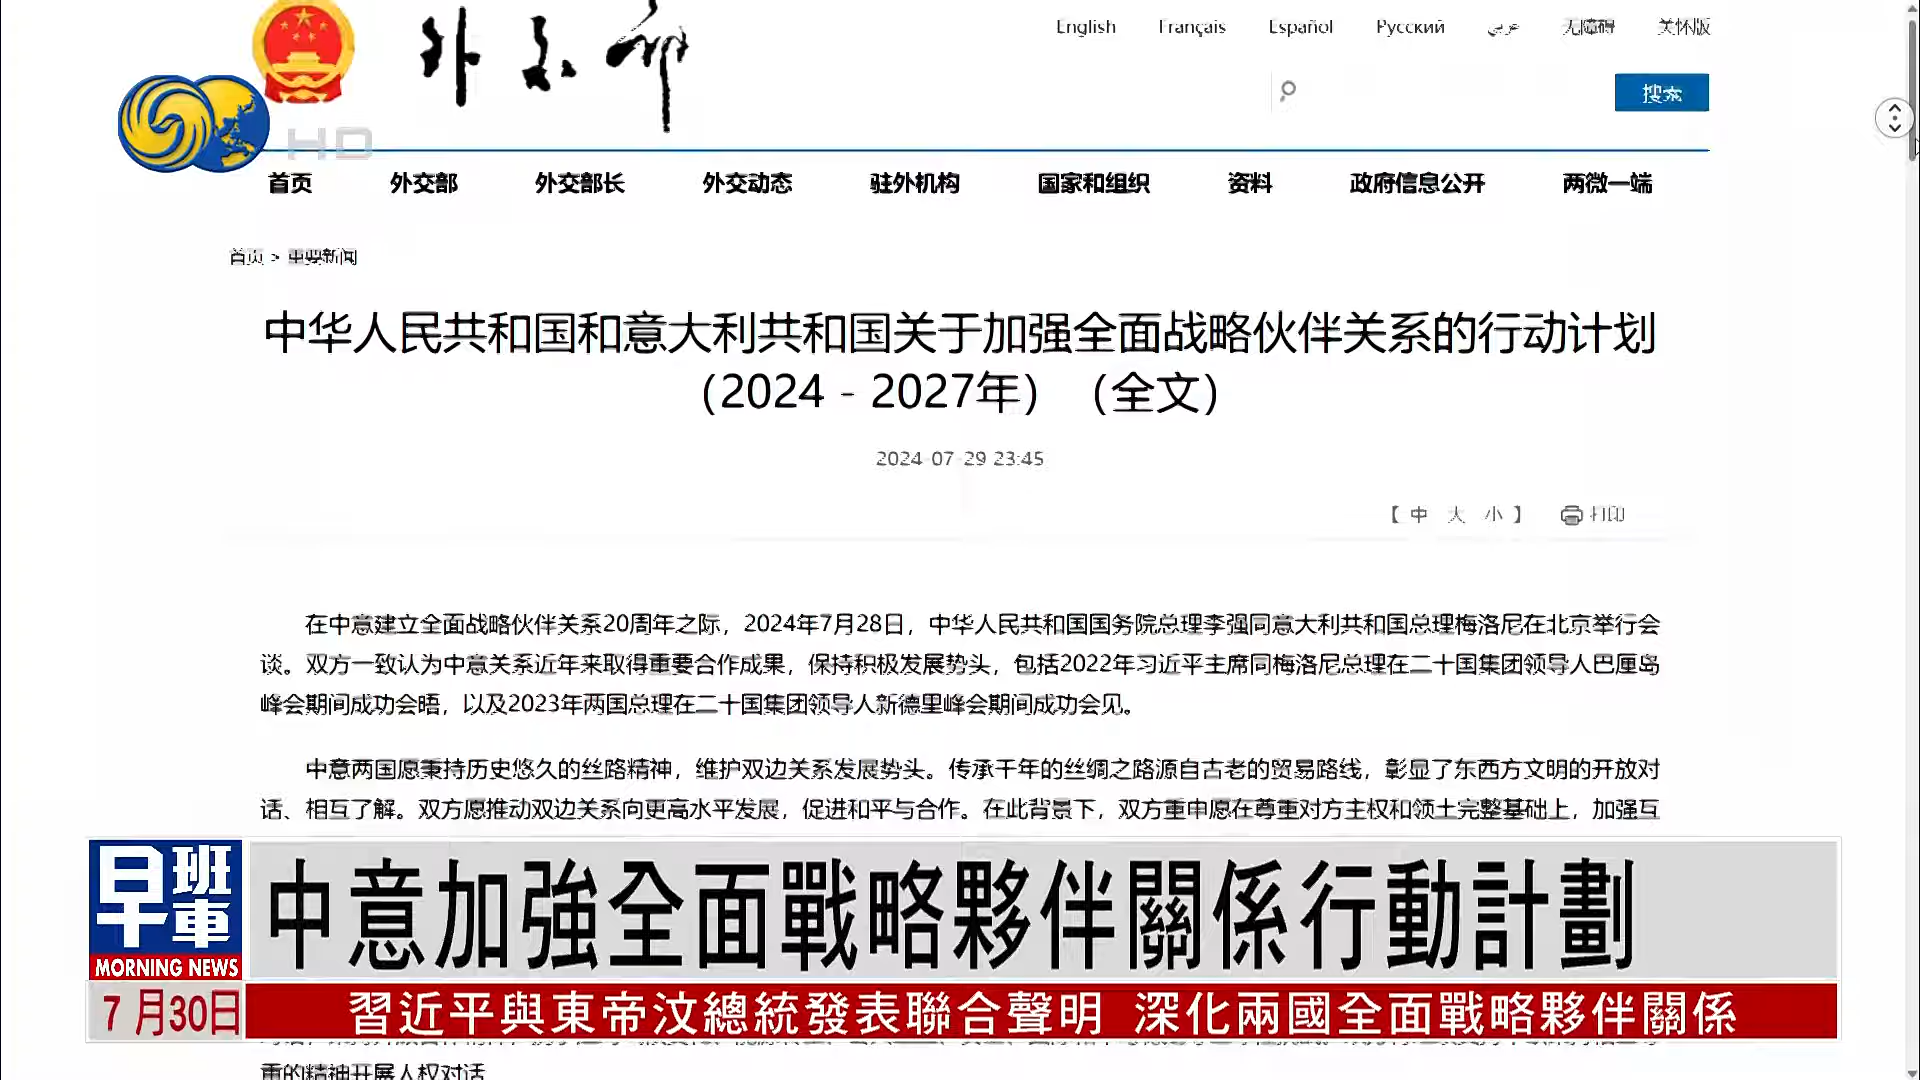 外交部
English Français Español Русский عربي 无障碍 关怀版
搜索
HD
首页 外交部 外交部长 外交动态 驻外机构 国家和组织 资料 政府信息公开 两微一端
首页 > 重要新闻
中华人民共和国和意大利共和国关于加强全面战略伙伴关系的行动计划
（2024 - 2027年）（全文）
2024-07-29 23:45
【 中 大 小 】 打印
在中意建立全面战略伙伴关系20周年之际，2024年7月28日，中华人民共和国国务院总理李强同意大利共和国总理梅洛尼在北京举行会
谈。双方一致认为中意关系近年来取得重要合作成果，保持积极发展势头，包括2022年习近平主席同梅洛尼总理在二十国集团领导人巴厘岛
峰会期间成功会晤，以及2023年两国总理在二十国集团领导人新德里峰会期间成功会见。
中意两国愿秉持历史悠久的丝路精神，维护双边关系发展势头。传承千年的丝绸之路源自古老的贸易路线，彰显了东西方文明的开放对
话、相互了解。双方愿推动双边关系向更高水平发展，促进和平与合作。在此背景下，双方重申愿在尊重对方主权和领土完整基础上，加强互
早班車
MORNING NEWS
中意加強全面戰略夥伴關係行動計劃
7月30日
習近平與東帝汶總統發表聯合聲明 深化兩國全面戰略夥伴關係
重的精神开展人权对话